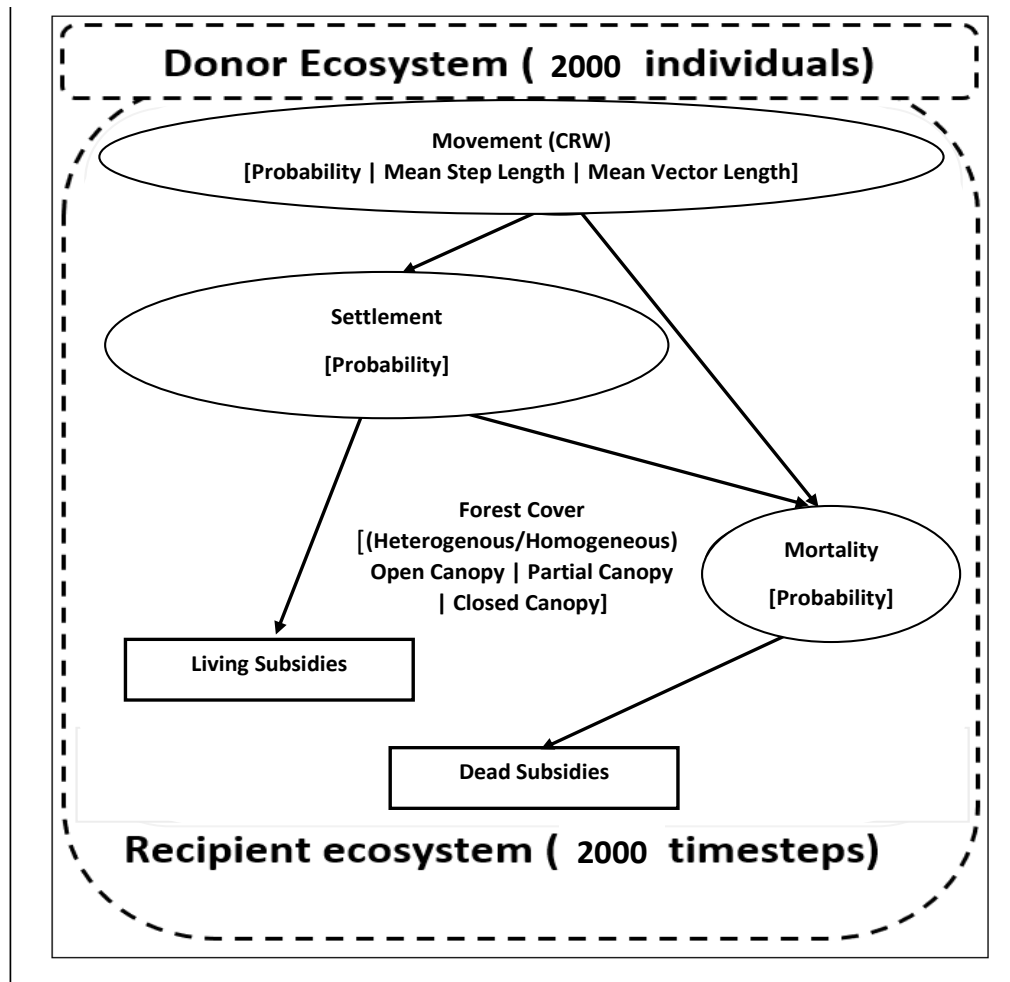 Donor Ecosystem ( 2000 individuals)
Movement (CRW)
[Probability | Mean Step Length | Mean Vector Length]
Settlement
[Probability]
Forest Cover
[(Heterogenous/Homogeneous)
Open Canopy | Partial Canopy
| Closed Canopy]
Mortality
[Probability]
Living Subsidies
Dead Subsidies
Recipient ecosystem ( 2000 timesteps)